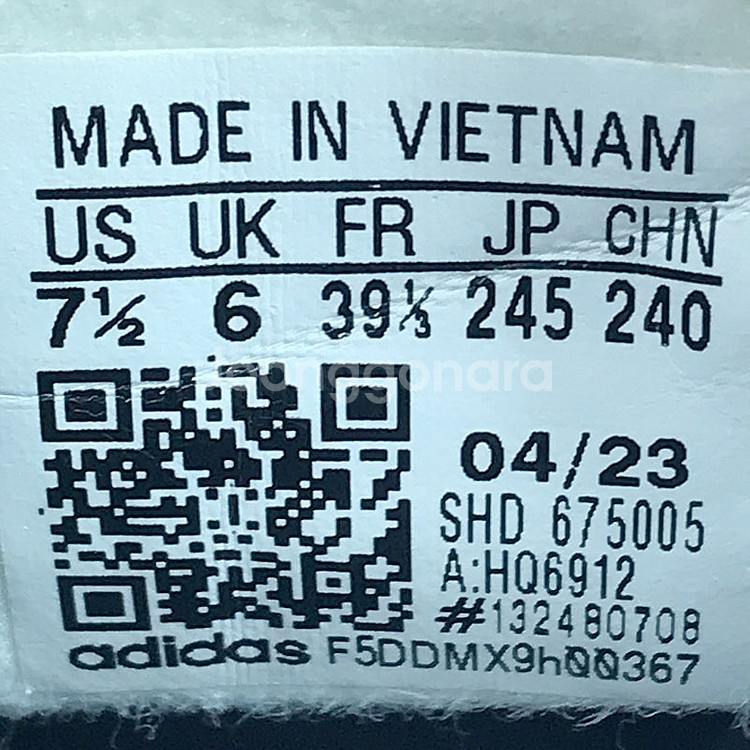 MADE IN VIETNAM
US UK FR JP CHN
7½ 6 39⅓ 245 240
04/23
SHD 675005
A:HQ6912
#132480708
adidas F5DDMX9h00367